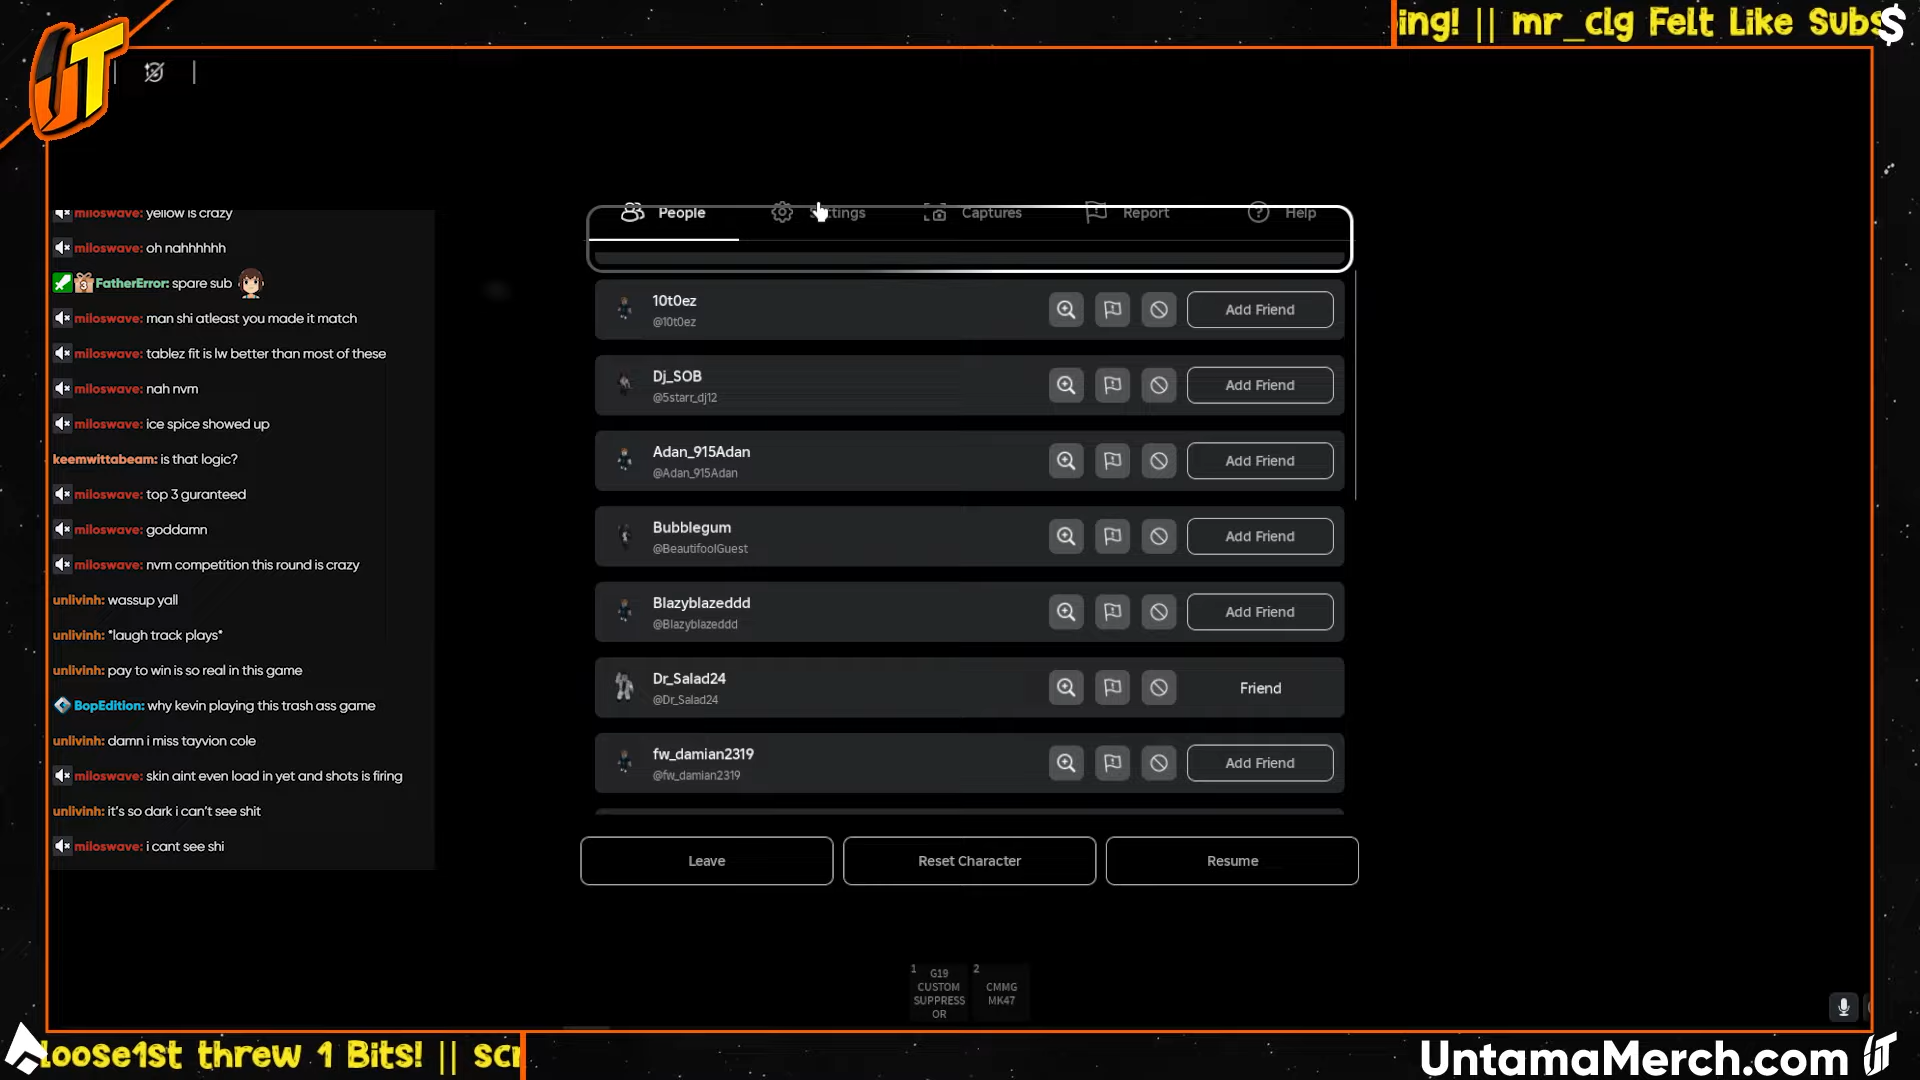 ing! || mr_clg Felt Like Subs
UT
miloswave: yellow is crazy
miloswave: oh nahhhhhh
3 FatherError: spare sub
miloswave: man shi atleast you made it match
miloswave: tablez fit is lw better than most of these
miloswave: nah nvm
miloswave: ice spice showed up
keemwittabeam: is that logic?
miloswave: top 3 guranteed
miloswave: goddamn
miloswave: nvm competition this round is crazy
unlivinh: wassup yall
unlivinh: *laugh track plays*
unlivinh: pay to win is so real in this game
BopEdition: why kevin playing this trash ass game
unlivinh: damn i miss tayvion cole
miloswave: skin aint even load in yet and shots is firing
unlivinh: it's so dark i can't see shit
miloswave: i cant see shi
People Settings Captures Report Help
10t0ez
@10t0ez
Add Friend
Dj_SOB
@5starr_dj12
Add Friend
Adan_915Adan
@Adan_915Adan
Add Friend
Bubblegum
@BeautifoolGuest
Add Friend
Blazyblazeddd
@Blazyblazeddd
Add Friend
Dr_Salad24
@Dr_Salad24
Friend
fw_damian2319
@fw_damian2319
Add Friend
Leave Reset Character Resume
1
G19
CUSTOM
SUPPRESS
OR
2
CMMG
MK47
loose1st threw 1 Bits! || scr
UntamaMerch.com UT